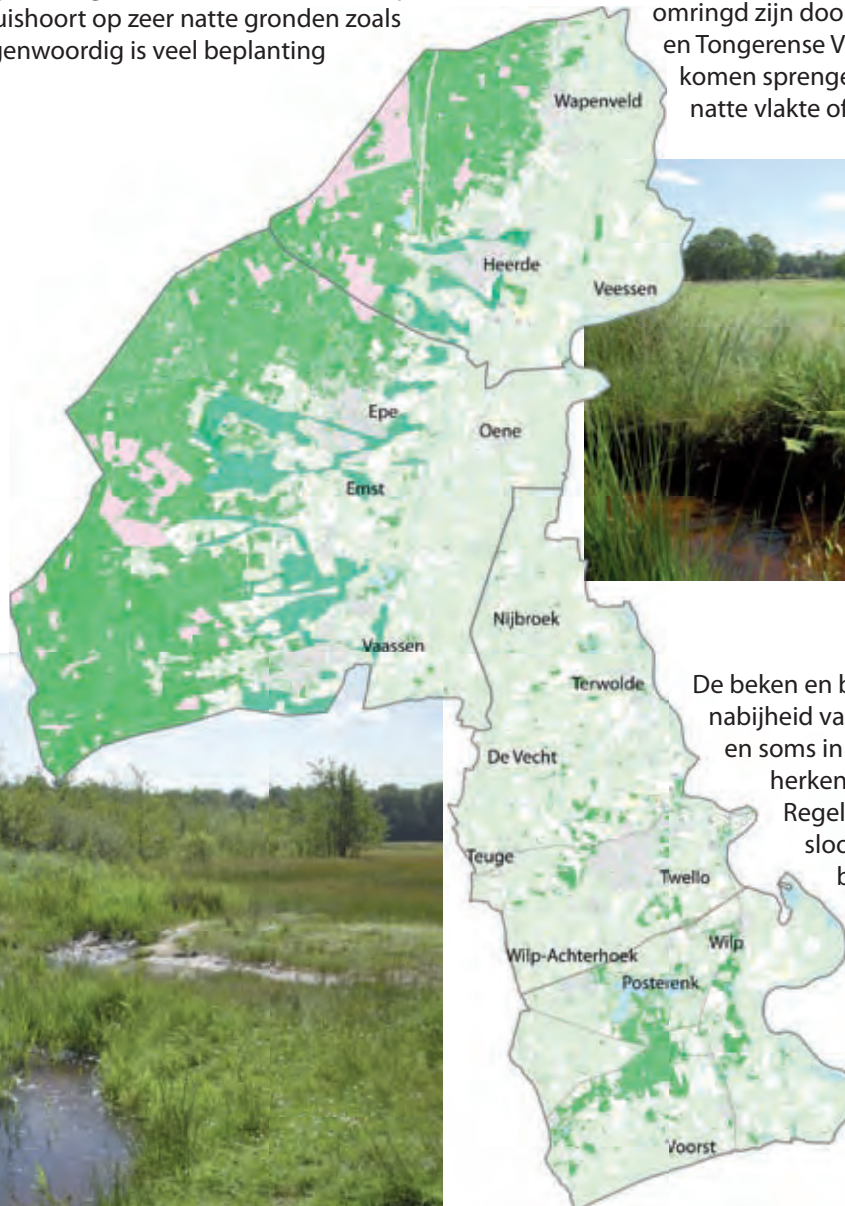 uishoort op zeer natte gronden zoals
genwoordig is veel beplanting
omringd zijn doo
en Tongerense V
komen sprenge
natte vlakte of
Wapenveld
Heerde
Veessen
Epe
Oene
Emst
Nijbroek
Vaassen
Terwolde
De Vecht
Teuge
Twello
Wilp-Achterhoek
Wilp
Posterenk
Voorst
De beken en b
nabijheid va
en soms in
herken
Regel
sloo
b